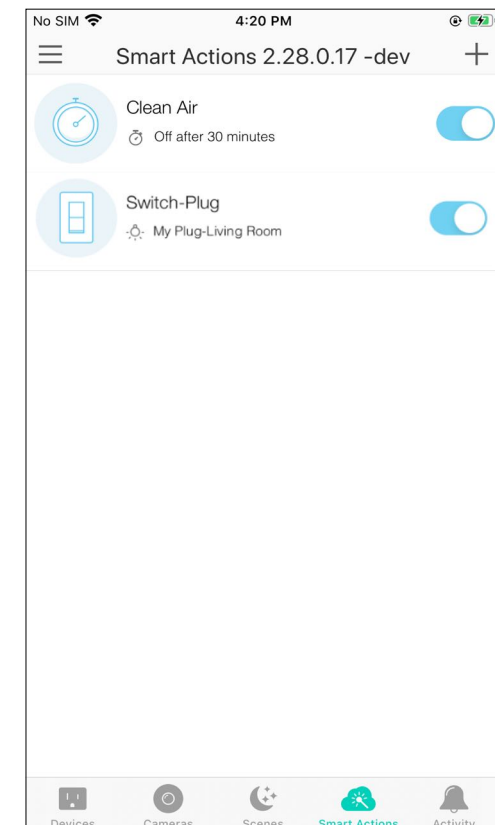 No SIM 4:20 PM
Smart Actions 2.28.0.17 -dev
Clean Air
Off after 30 minutes
Switch-Plug
My Plug-Living Room
Devices Cameras Scenes Smart Actions Activity